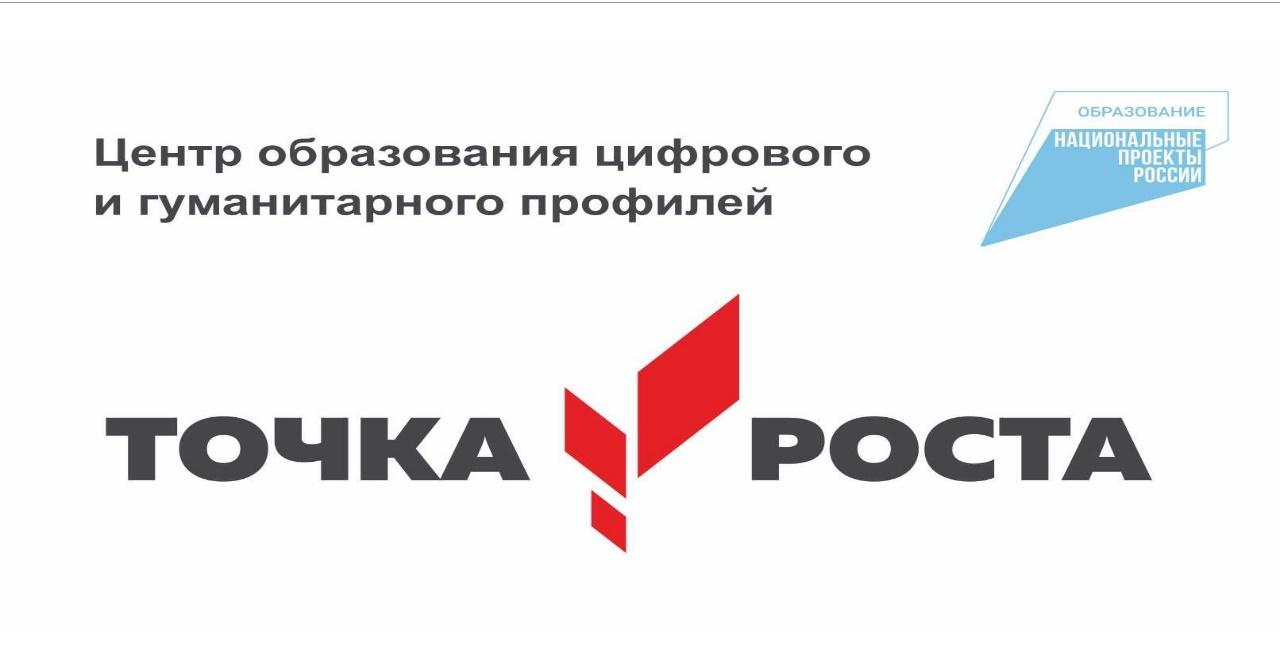 Центр образования цифрового
и гуманитарного профилей
ОБРАЗОВАНИЕ
НАЦИОНАЛЬНЫЕ
ПРОЕКТЫ
РОССИИ
ТОЧКА РОСТА